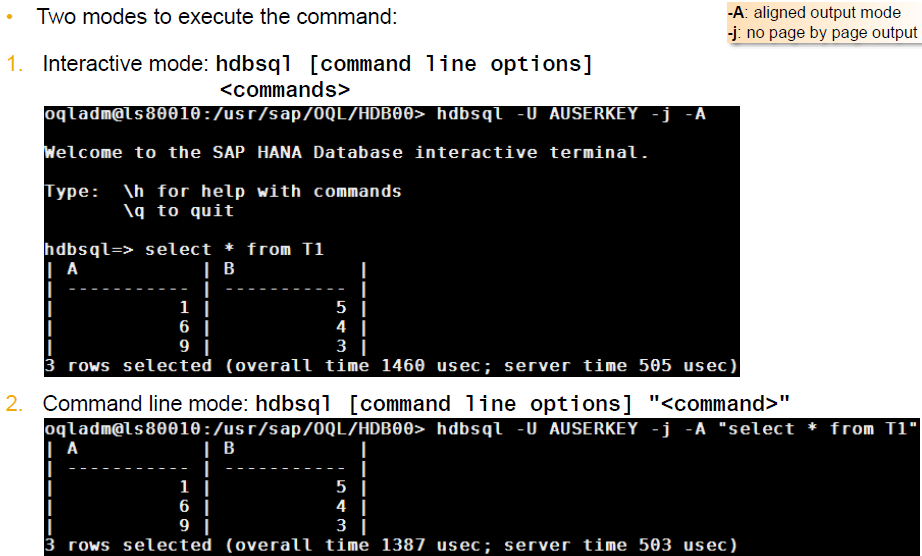 • Two modes to execute the command:
-A: aligned output mode
-j: no page by page output
1. Interactive mode: hdbsql [command line options]
<commands>
oqladm@ls80010:/usr/sap/OQL/HDB00> hdbsql -U AUSERKEY -j -A
Welcome to the SAP HANA Database interactive terminal.
Type:  \h for help with commands
       \q to quit
hdbsql=> select * from T1
| A           | B           |
| ----------- | ----------- |
|           1 |           5 |
|           6 |           4 |
|           9 |           3 |
3 rows selected (overall time 1460 usec; server time 505 usec)
2. Command line mode: hdbsql [command line options] "<command>"
oqladm@ls80010:/usr/sap/OQL/HDB00> hdbsql -U AUSERKEY -j -A "select * from T1"
| A           | B           |
| ----------- | ----------- |
|           1 |           5 |
|           6 |           4 |
|           9 |           3 |
3 rows selected (overall time 1387 usec; server time 503 usec)